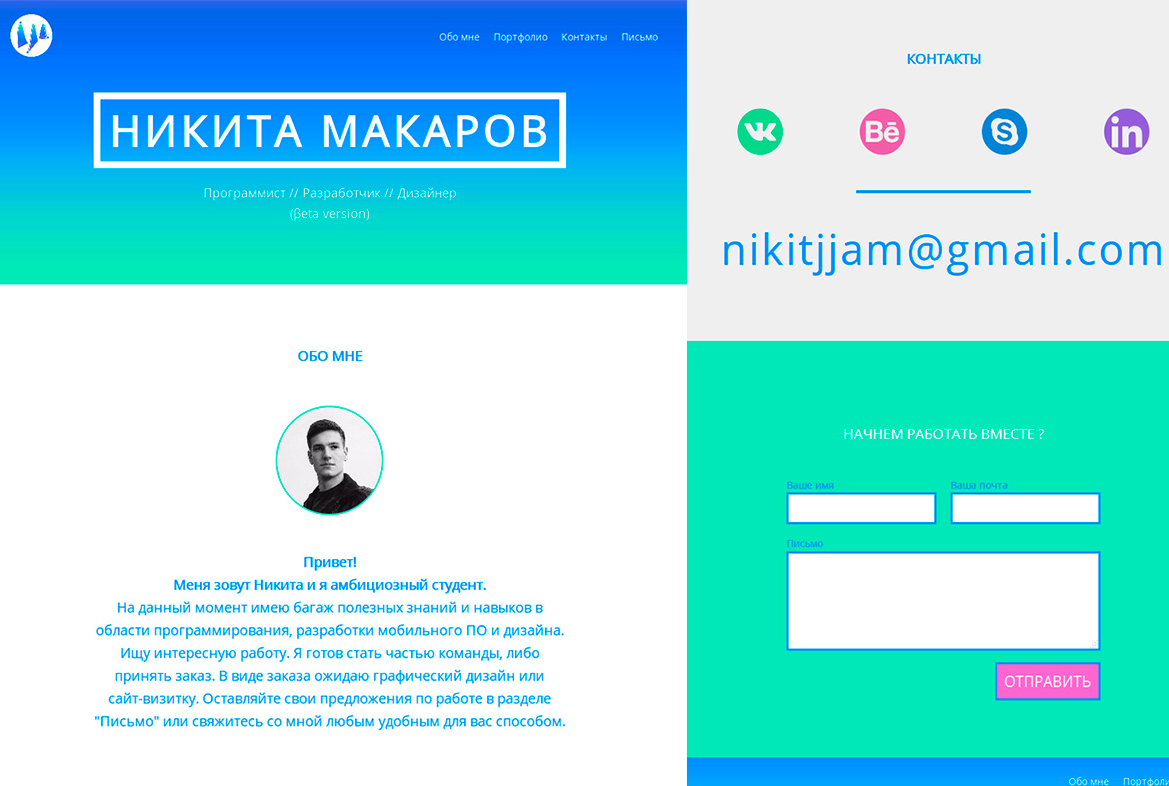 Обо мне Портфолио Контакты Письмо
НИКИТА МАКАРОВ
Программист // Разработчик // Дизайнер
(βeta version)
ОБО МНЕ
Привет!
Меня зовут Никита и я амбициозный студент.
На данный момент имею багаж полезных знаний и навыков в
области программирования, разработки мобильного ПО и дизайна.
Ищу интересную работу. Я готов стать частью команды, либо
принять заказ. В виде заказа ожидаю графический дизайн или
сайт-визитку. Оставляйте свои предложения по работе в разделе
"Письмо" или свяжитесь со мной любым удобным для вас способом.
КОНТАКТЫ
Bē
S
in
nikitjjam@gmail.com
НАЧНЕМ РАБОТАТЬ ВМЕСТЕ ?
Ваше имя Ваша почта
Письмо
ОТПРАВИТЬ
Обо мне Портфоли